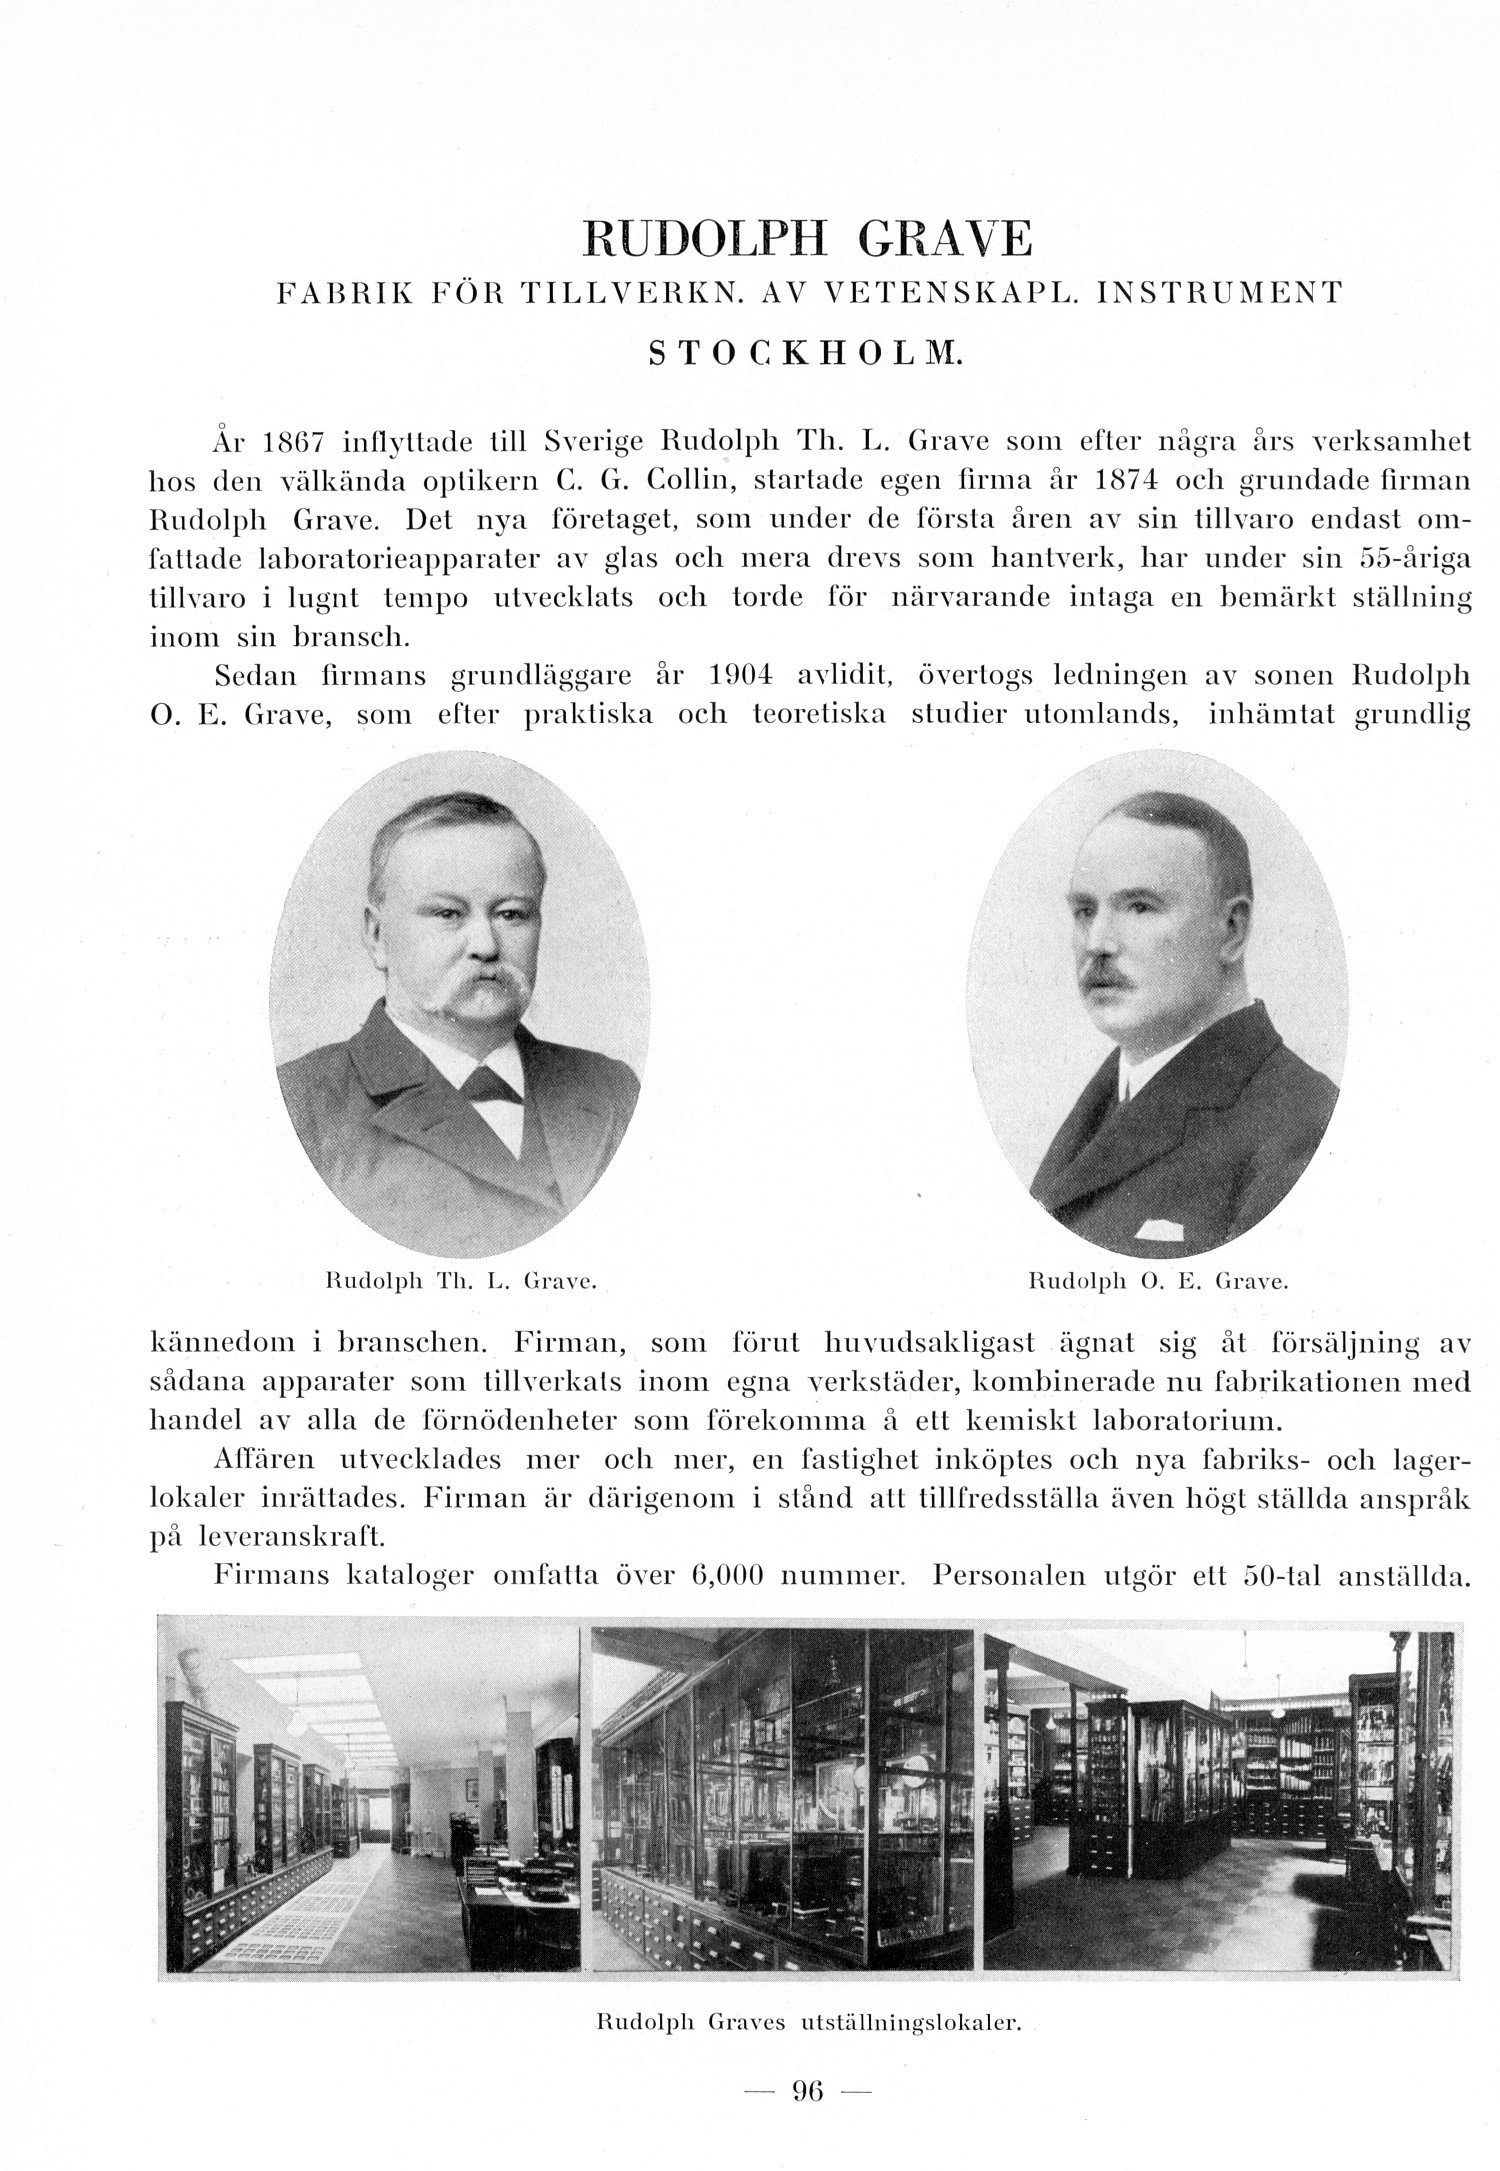 RUDOLPH GRAVE
FABRIK FÖR TILLVERKN. AV VETENSKAPL. INSTRUMENT
STOCKHOLM.
År 1867 inflyttade till Sverige Rudolph Th. L. Grave som efter några års verksamhet
hos den välkända optikern C. G. Collin, startade egen firma år 1874 och grundade firman
Rudolph Grave. Det nya företaget, som under de första åren av sin tillvaro endast om-
fattade laboratorieapparater av glas och mera drevs som hantverk, har under sin 55-åriga
tillvaro i lugnt tempo utvecklats och torde för närvarande intaga en bemärkt ställning
inom sin bransch.
Sedan firmans grundläggare år 1904 avlidit, övertogs ledningen av sonen Rudolph
O. E. Grave, som efter praktiska och teoretiska studier utomlands, inhämtat grundlig
Rudolph Th. L. Grave.
Rudolph O. E. Grave.
kännedom i branschen. Firman, som förut huvudsakligast ägnat sig åt försäljning av
sådana apparater som tillverkats inom egna verkstäder, kombinerade nu fabrikationen med
handel av alla de förnödenheter som förekomma å ett kemiskt laboratorium.
Affären utvecklades mer och mer, en fastighet inköptes och nya fabriks- och lager-
lokaler inrättades. Firman är därigenom i stånd att tillfredsställa även högt ställda anspråk
på leveranskraft.
Firmans kataloger omfatta över 6,000 nummer. Personalen utgör ett 50-tal anställda.
Rudolph Graves utställningslokaler.
— 96 —